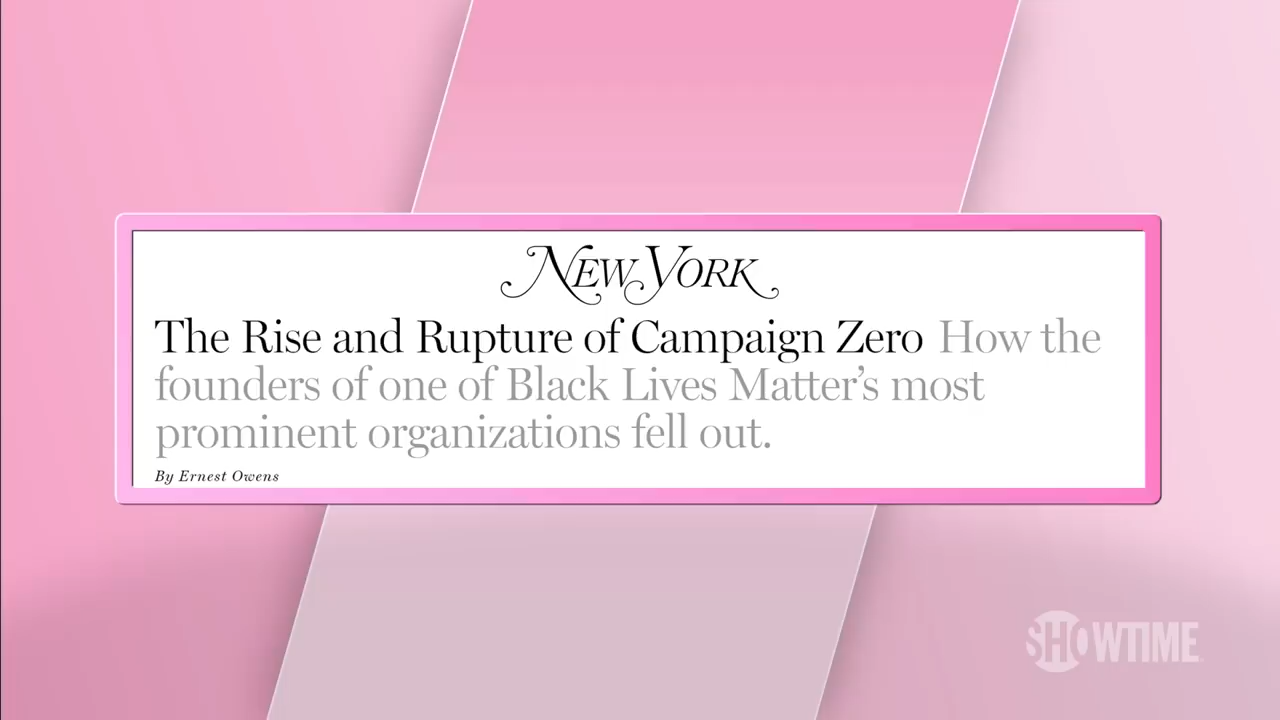 NEW YORK
The Rise and Rupture of Campaign Zero How the
founders of one of Black Lives Matter's most
prominent organizations fell out.
By Ernest Owens
SHOWTIME